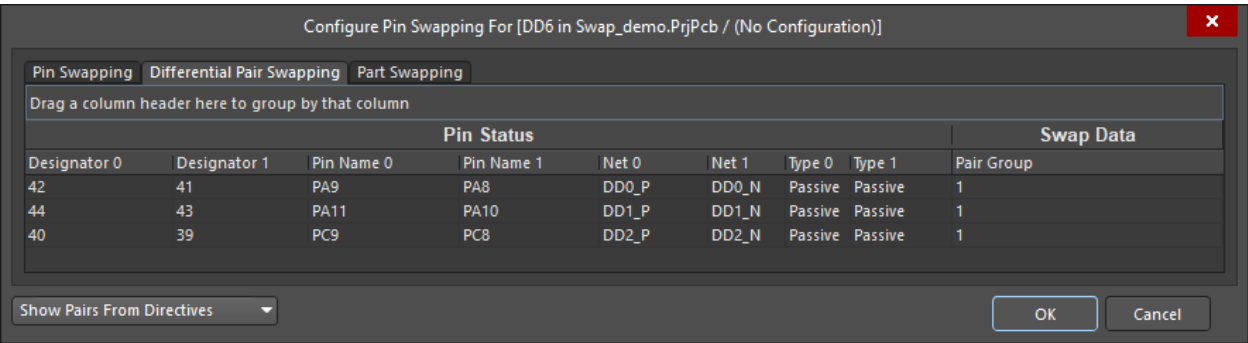 Configure Pin Swapping For [DD6 in Swap_demo.PrjPcb / (No Configuration)]
Pin Swapping Differential Pair Swapping Part Swapping
Drag a column header here to group by that column
Pin Status Swap Data
Designator 0 Designator 1 Pin Name 0 Pin Name 1 Net 0 Net 1 Type 0 Type 1 Pair Group
42 41 PA9 PA8 DD0_P DD0_N Passive Passive 1
44 43 PA11 PA10 DD1_P DD1_N Passive Passive 1
40 39 PC9 PC8 DD2_P DD2_N Passive Passive 1
Show Pairs From Directives OK Cancel